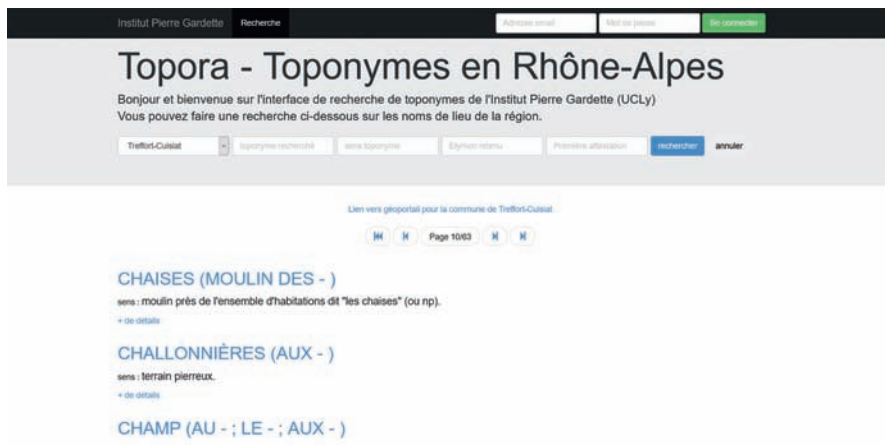 Institut Pierre Gardette Recherche Adresse email Mot de passe Se connecter
Topora - Toponymes en Rhône-Alpes
Bonjour et bienvenue sur l'interface de recherche de toponymes de l'Institut Pierre Gardette (UCLy)
Vous pouvez faire une recherche ci-dessous sur les noms de lieu de la région.
Treffort-Cuisiat toponyme recherché sens toponyme Etymon retenu Première attestation rechercher annuler
Lien vers géoportail pour la commune de Treffort-Cuisiat
Page 10/63
CHAISES (MOULIN DES - )
sens : moulin près de l'ensemble d'habitations dit "les chaises" (ou np).
+ de détails
CHALLONNIÈRES (AUX - )
sens : terrain pierreux.
+ de détails
CHAMP (AU - ; LE - ; AUX - )